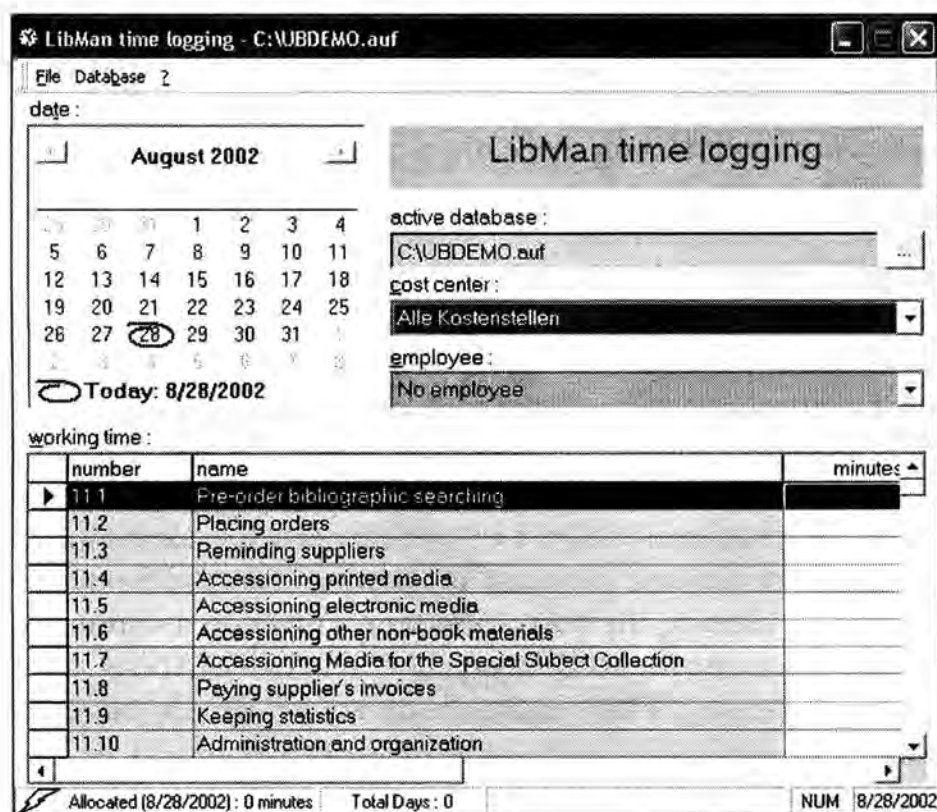 LibMan time logging - C:\UBDEMO.auf
File Database ?
date :
August 2002
1 2 3 4
5 6 7 8 9 10 11
12 13 14 15 16 17 18
19 20 21 22 23 24 25
26 27 28 29 30 31
Today: 8/28/2002
LibMan time logging
active database :
C:\UBDEMO.auf
...
cost center :
Alle Kostenstellen
employee :
No employee
working time :
number name minutes
11.1 Pre-order bibliographic searching
11.2 Placing orders
11.3 Reminding suppliers
11.4 Accessioning printed media
11.5 Accessioning electronic media
11.6 Accessioning other non-book materials
11.7 Accessioning Media for the Special Subect Collection
11.8 Paying supplier's invoices
11.9 Keeping statistics
11.10 Administration and organization
Allocated (8/28/2002) : 0 minutes Total Days : 0 NUM 8/28/2002